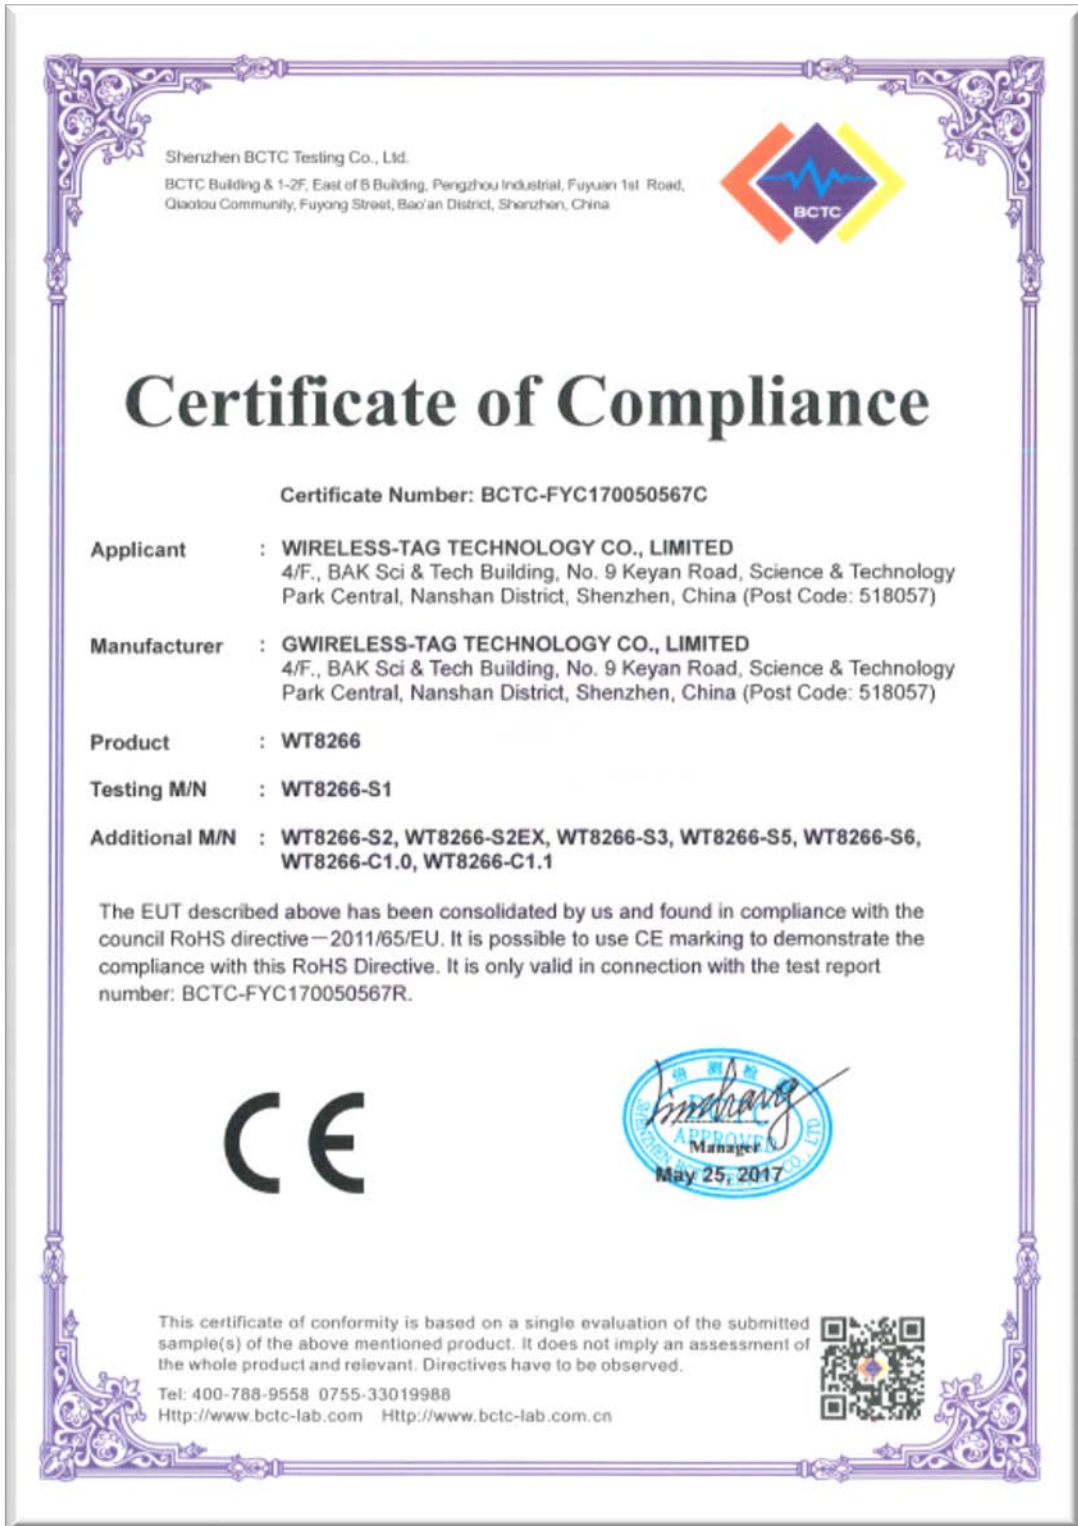 Shenzhen BCTC Testing Co., Ltd.
BCTC Building & 1-2F, East of B Building, Pengzhou Industrial, Fuyuan 1st Road,
Qiaotou Community, Fuyong Street, Bao'an District, Shenzhen, China
BCTC
Certificate of Compliance
Certificate Number: BCTC-FYC170050567C
Applicant : WIRELESS-TAG TECHNOLOGY CO., LIMITED
4/F., BAK Sci & Tech Building, No. 9 Keyan Road, Science & Technology
Park Central, Nanshan District, Shenzhen, China (Post Code: 518057)
Manufacturer : GWIRELESS-TAG TECHNOLOGY CO., LIMITED
4/F., BAK Sci & Tech Building, No. 9 Keyan Road, Science & Technology
Park Central, Nanshan District, Shenzhen, China (Post Code: 518057)
Product : WT8266
Testing M/N : WT8266-S1
Additional M/N : WT8266-S2, WT8266-S2EX, WT8266-S3, WT8266-S5, WT8266-S6,
WT8266-C1.0, WT8266-C1.1
The EUT described above has been consolidated by us and found in compliance with the
council RoHS directive—2011/65/EU. It is possible to use CE marking to demonstrate the
compliance with this RoHS Directive. It is only valid in connection with the test report
number: BCTC-FYC170050567R.
CE
倍测检
BCTC
APPROVED
SHENZHEN BCTC TESTING CO., LTD
Manager
May 25, 2017
This certificate of conformity is based on a single evaluation of the submitted
sample(s) of the above mentioned product. It does not imply an assessment of
the whole product and relevant. Directives have to be observed.
Tel: 400-788-9558 0755-33019988
Http://www.bctc-lab.com Http://www.bctc-lab.com.cn